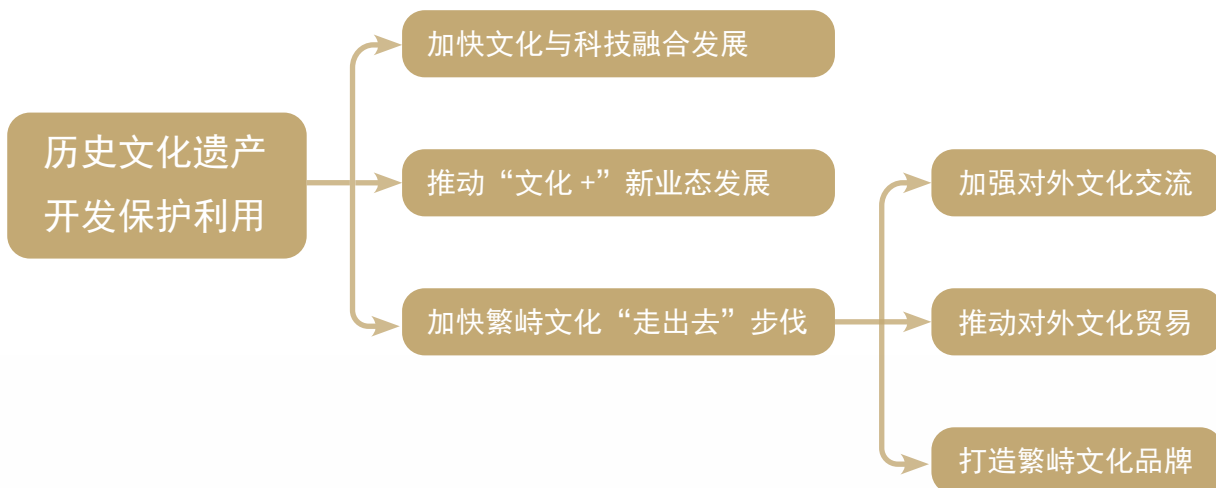 历史文化遗产
开发保护利用
加快文化与科技融合发展
推动“文化+”新业态发展
加快繁峙文化“走出去”步伐
加强对外文化交流
推动对外文化贸易
打造繁峙文化品牌